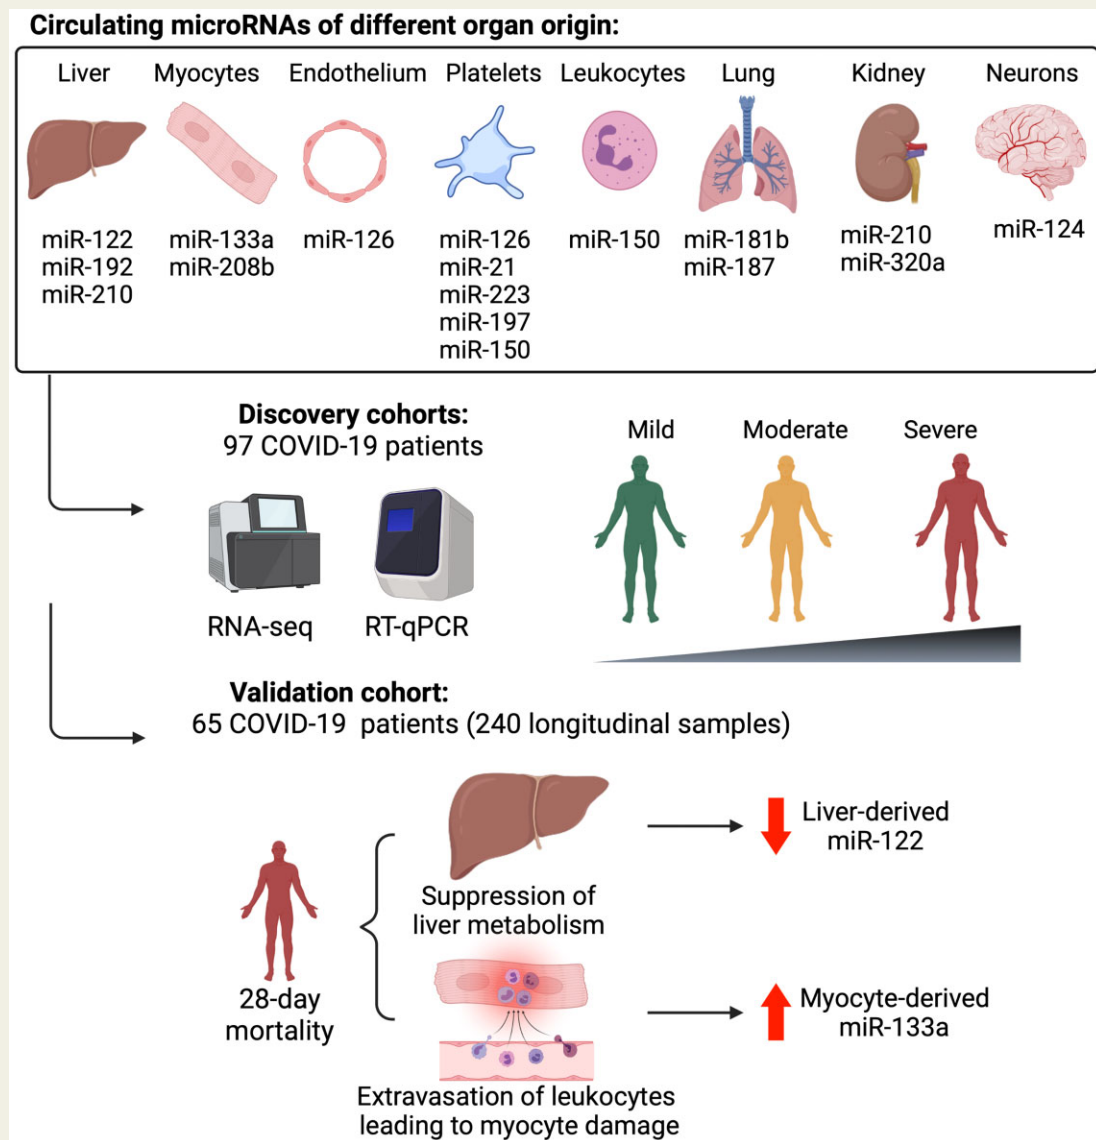 Circulating microRNAs of different organ origin:
Liver
Myocytes
Endothelium
Platelets
Leukocytes
Lung
Kidney
Neurons
miR-122
miR-192
miR-210
miR-133a
miR-208b
miR-126
miR-126
miR-21
miR-223
miR-197
miR-150
miR-150
miR-181b
miR-187
miR-210
miR-320a
miR-124
Discovery cohorts:
97 COVID-19 patients
RNA-seq
RT-qPCR
Mild
Moderate
Severe
Validation cohort:
65 COVID-19 patients (240 longitudinal samples)
28-day
mortality
Suppression of
liver metabolism
Liver-derived
miR-122
Extravasation of leukocytes
leading to myocyte damage
Myocyte-derived
miR-133a